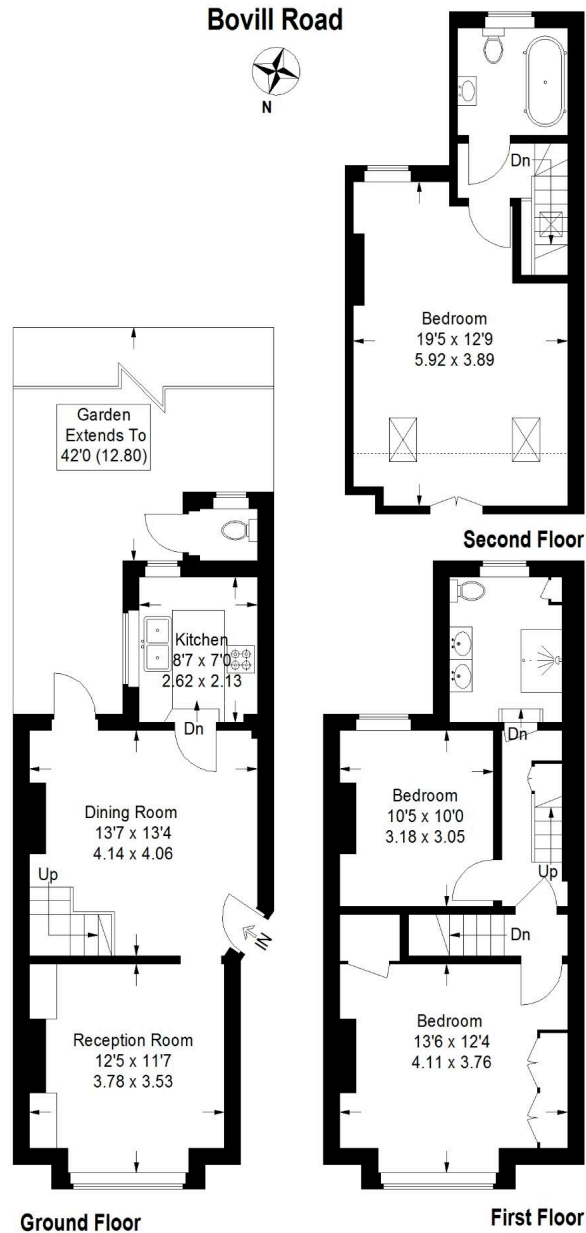 Bovill Road
N
Dn
Bedroom
19'5 x 12'9
5.92 x 3.89
Second Floor
Garden
Extends To
42'0 (12.80)
Kitchen
8'7 x 7'0
2.62 x 2.13
Dn
Dining Room
13'7 x 13'4
4.14 x 4.06
Up
IN
Reception Room
12'5 x 11'7
3.78 x 3.53
Ground Floor
Dn
Bedroom
10'5 x 10'0
3.18 x 3.05
Up
Dn
Bedroom
13'6 x 12'4
4.11 x 3.76
First Floor